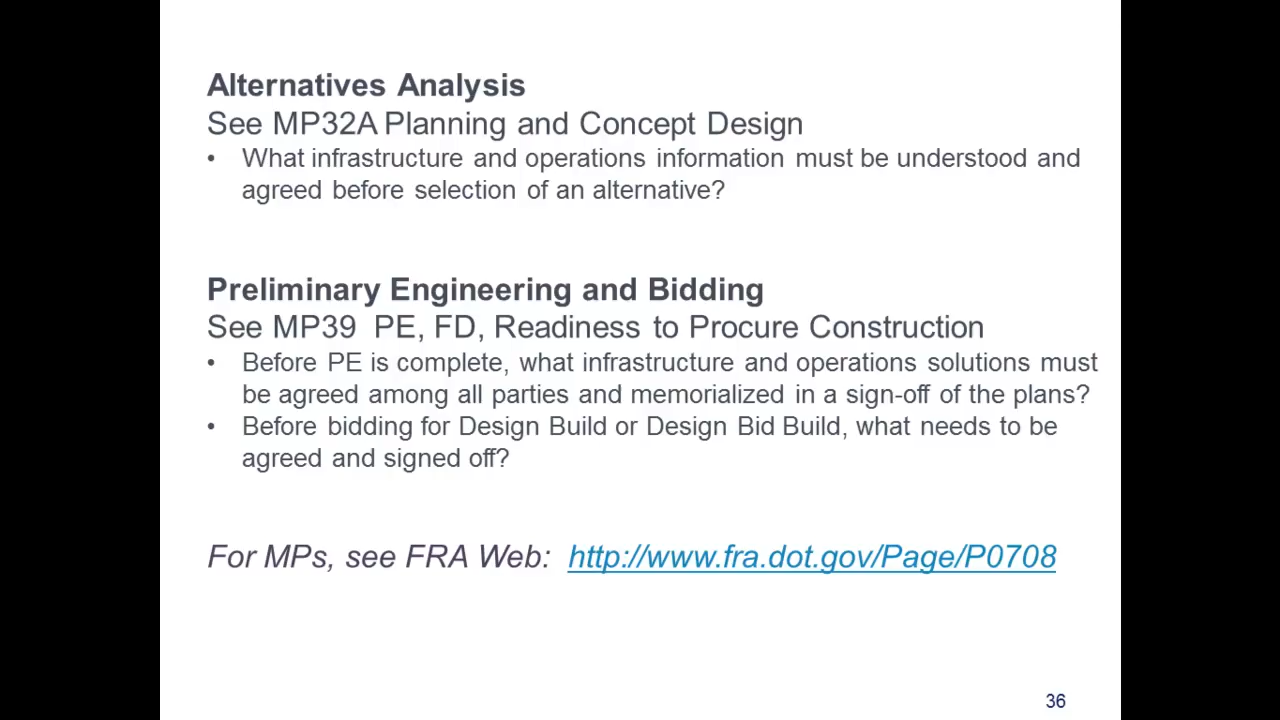 Alternatives Analysis
See MP32A Planning and Concept Design
• What infrastructure and operations information must be understood and
agreed before selection of an alternative?
Preliminary Engineering and Bidding
See MP39 PE, FD, Readiness to Procure Construction
• Before PE is complete, what infrastructure and operations solutions must
be agreed among all parties and memorialized in a sign-off of the plans?
• Before bidding for Design Build or Design Bid Build, what needs to be
agreed and signed off?
For MPs, see FRA Web: http://www.fra.dot.gov/Page/P0708
36